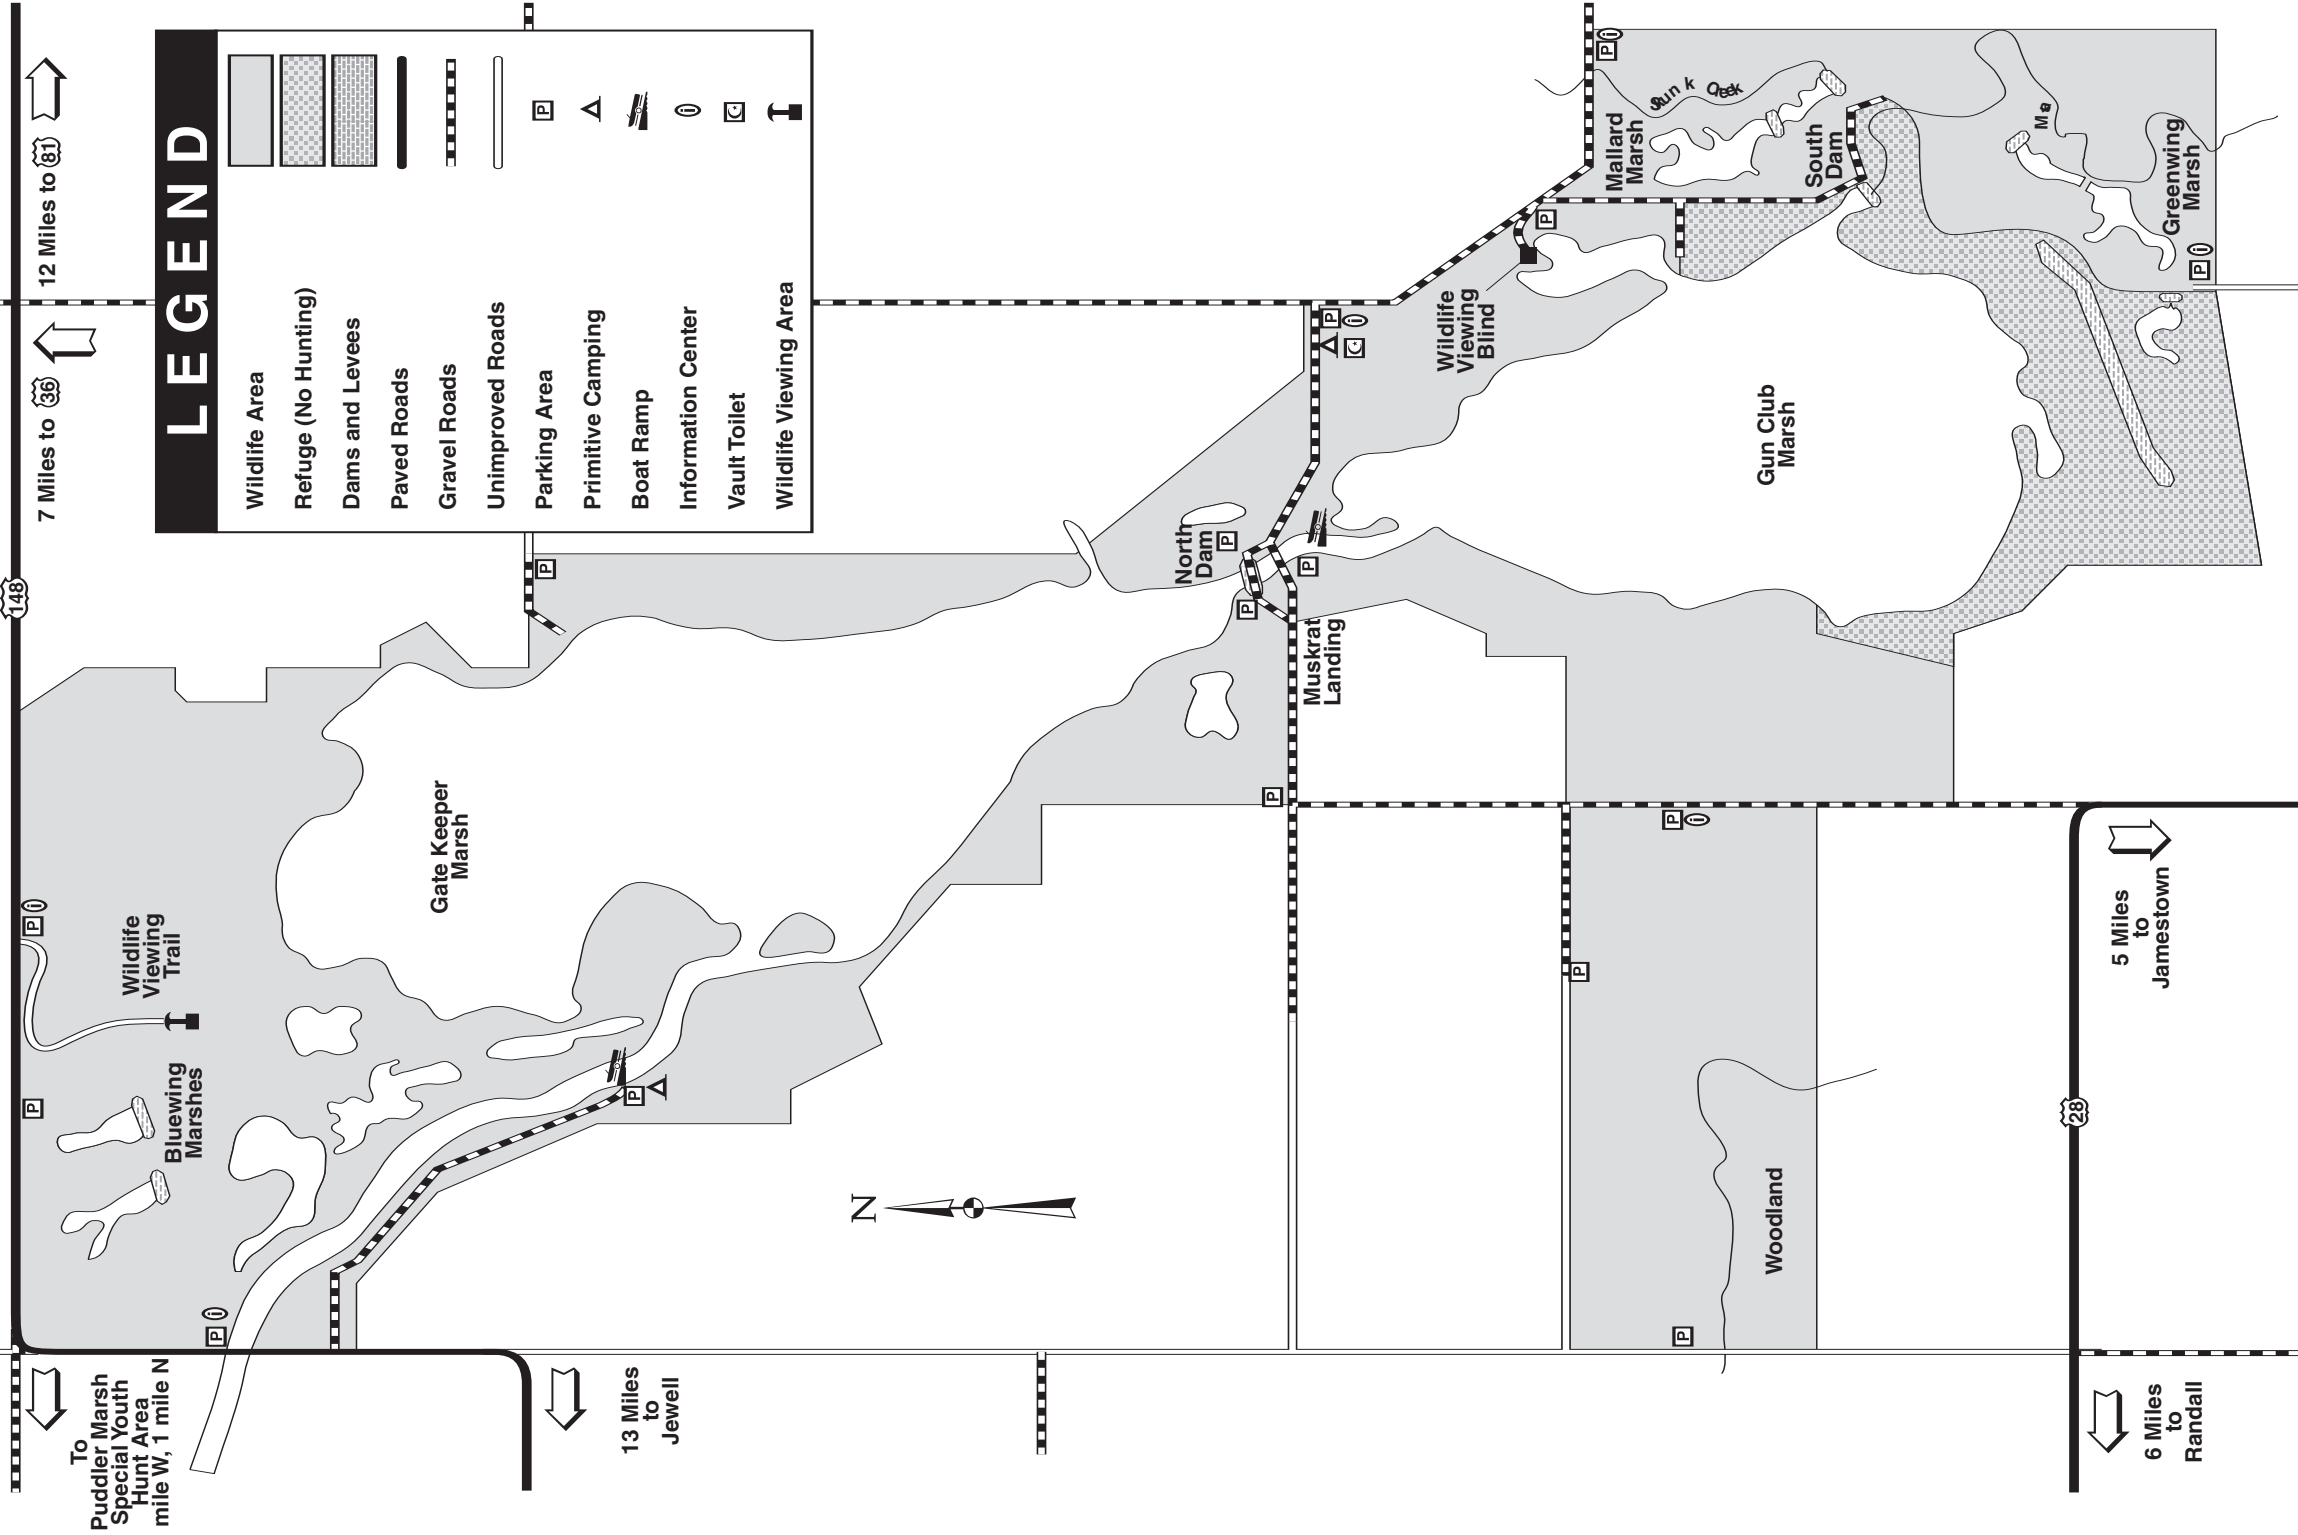 LEGEND
Wildlife Area
Refuge (No Hunting)
Dams and Levees
Paved Roads
Gravel Roads
Unimproved Roads
Parking Area
P
Primitive Camping
Boat Ramp
Information Center
i
Vault Toilet
Wildlife Viewing Area
To
Puddler Marsh
Special Youth
Hunt Area
mile W, 1 mile N
148
7 Miles to 36
12 Miles to 81
P
i
P
P
i
Wildlife
Viewing
Trail
Bluewing
Marshes
Gate Keeper
Marsh
P
P
13 Miles
to
Jewell
N
North
Dam
P
P
P
P
Muskrat
Landing
P
i
Wildlife
Viewing
Blind
P
P
i
Mallard
Marsh
Skunk Creek
South
Dam
Gun Club
Marsh
P
P
i
P
Woodland
Ma
Greenwing
Marsh
P
i
28
6 Miles
to
Randall
5 Miles
to
Jamestown